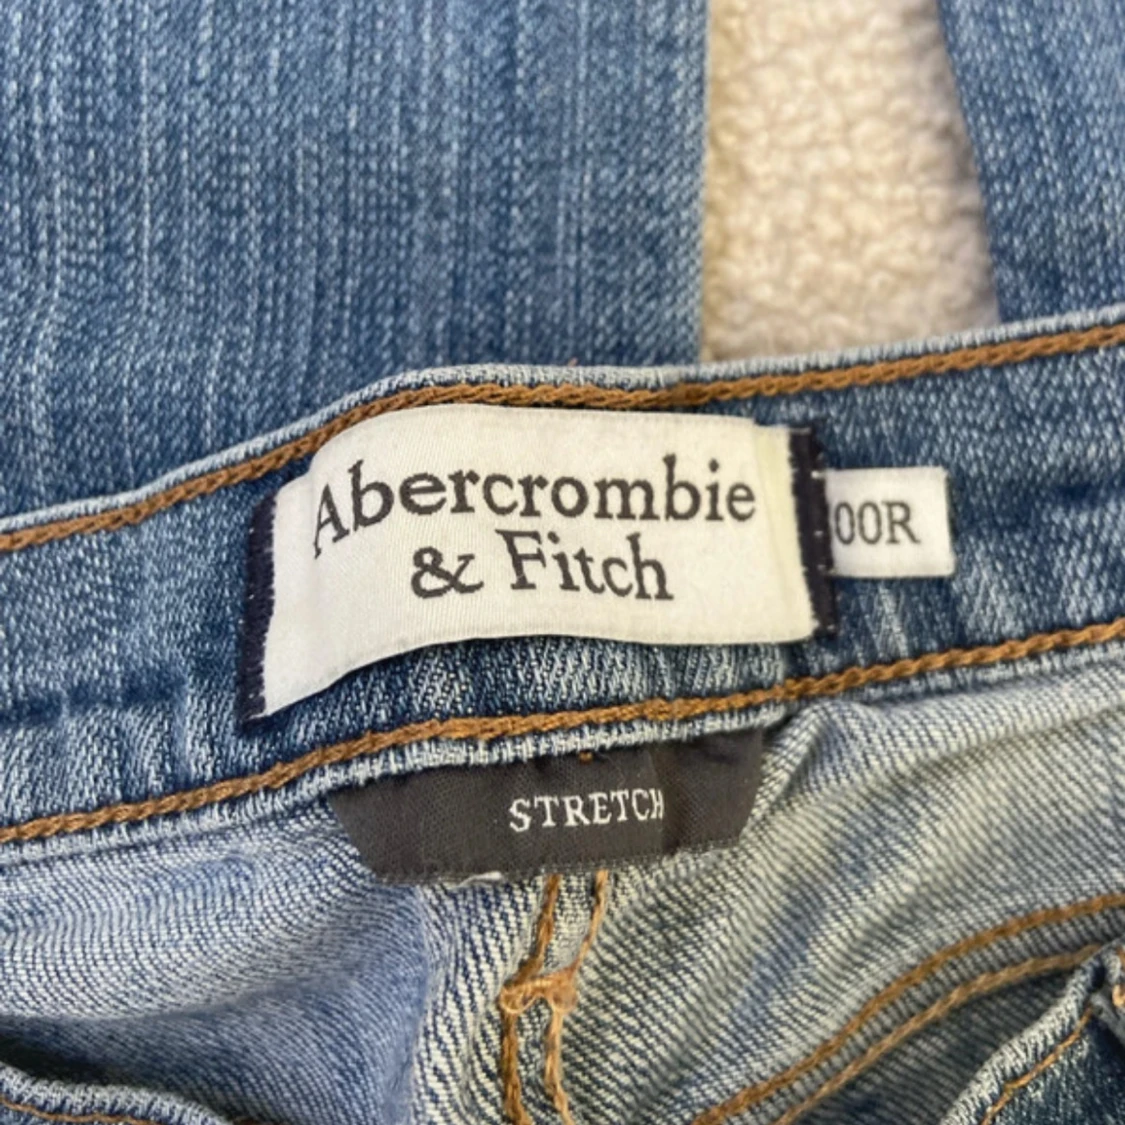 Abercrombie
& Fitch
00R
STRETCH